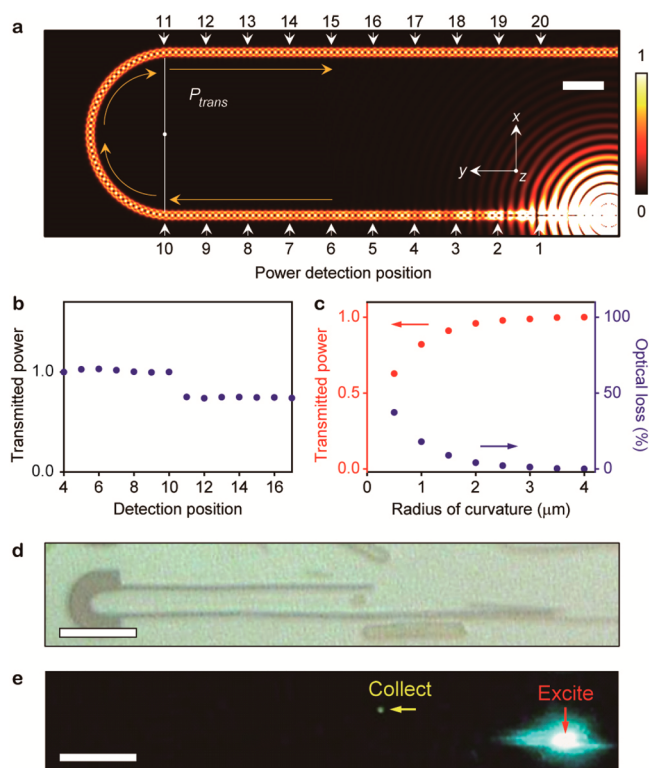 a
11 12 13 14 15 16 17 18 19 20
P_trans
x
y
z
1
0
10 9 8 7 6 5 4 3 2 1
Power detection position
b
Transmitted power
1.0
0.0
4 6 8 10 12 14 16
Detection position
c
Transmitted power
1.0
0.5
0.0
100
50
0
Optical loss (%)
0 1 2 3 4
Radius of curvature (μm)
d
e
Collect
Excite